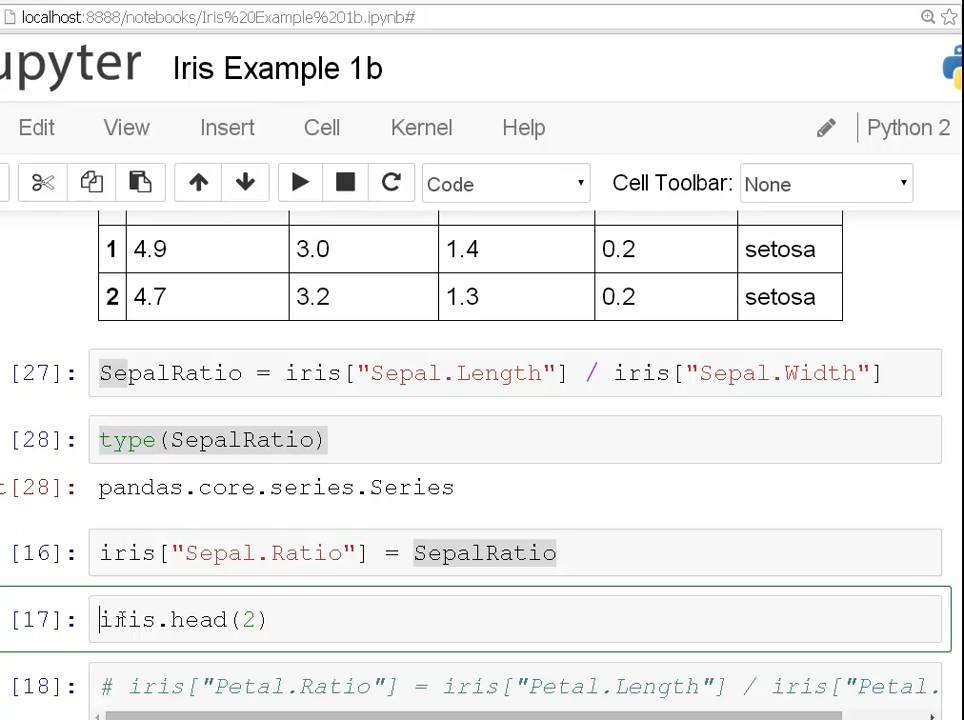 localhost:8888/notebooks/Iris%20Example%201b.ipynb#
upyter Iris Example 1b
Edit View Insert Cell Kernel Help Python 2
Code Cell Toolbar: None
1 4.9 3.0 1.4 0.2 setosa
2 4.7 3.2 1.3 0.2 setosa
[27]: SepalRatio = iris["Sepal.Length"] / iris["Sepal.Width"]
[28]: type(SepalRatio)
t[28]: pandas.core.series.Series
[16]: iris["Sepal.Ratio"] = SepalRatio
[17]: iris.head(2)
[18]: # iris["Petal.Ratio"] = iris["Petal.Length"] / iris["Petal.